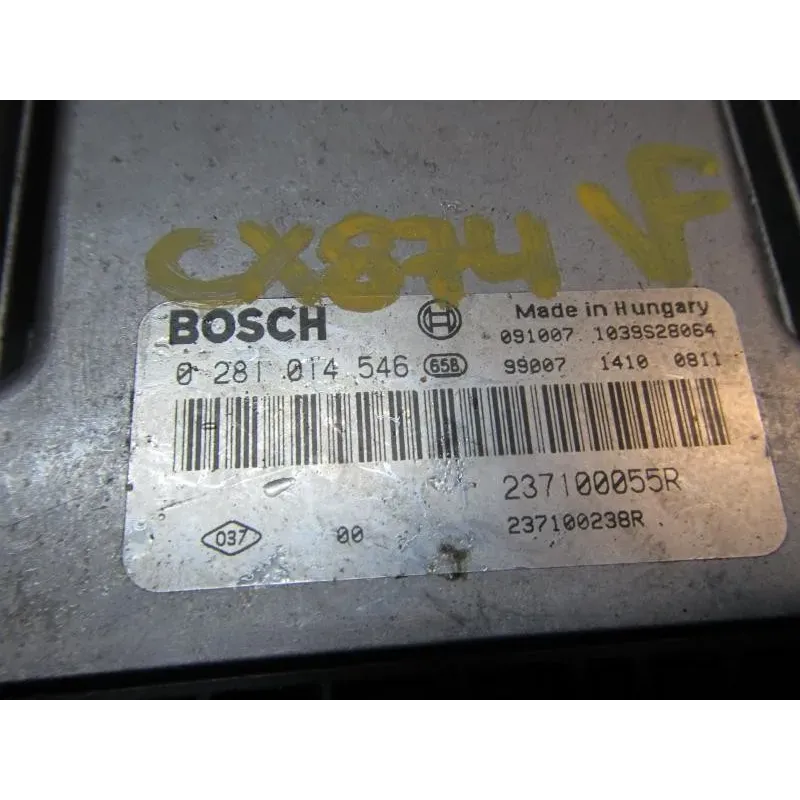 CX874 VF
BOSCH
Made in Hungary
091007 1039S28064
0 281 014 546 65B 99007 1410 0811
237100055R
237100238R
037 00